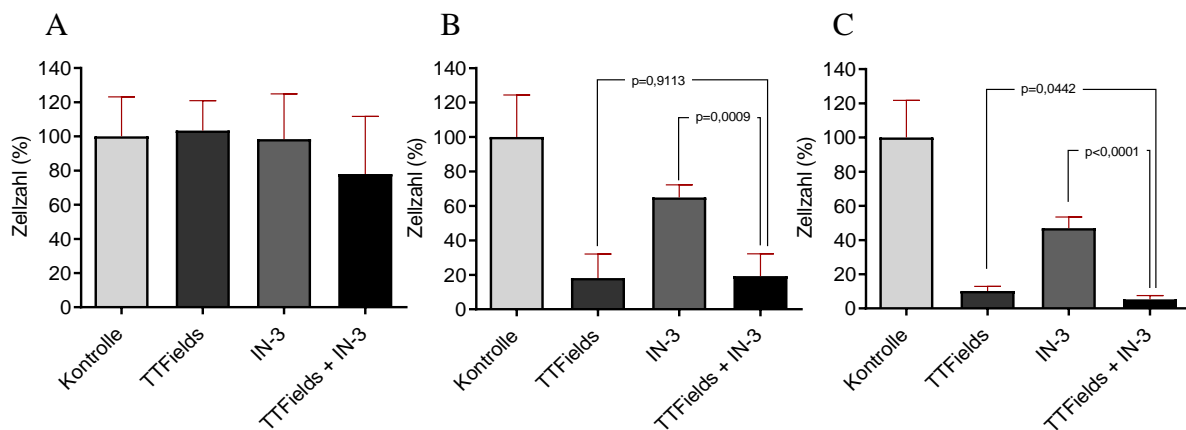 A
Zellzahl (%)
140
120
100
80
60
40
20
0
Kontrolle
TTFields
IN-3
TTFields + IN-3
B
Zellzahl (%)
140
120
100
80
60
40
20
0
p=0,9113
p=0,0009
Kontrolle
TTFields
IN-3
TTFields + IN-3
C
Zellzahl (%)
140
120
100
80
60
40
20
0
p=0,0442
p<0,0001
Kontrolle
TTFields
IN-3
TTFields + IN-3